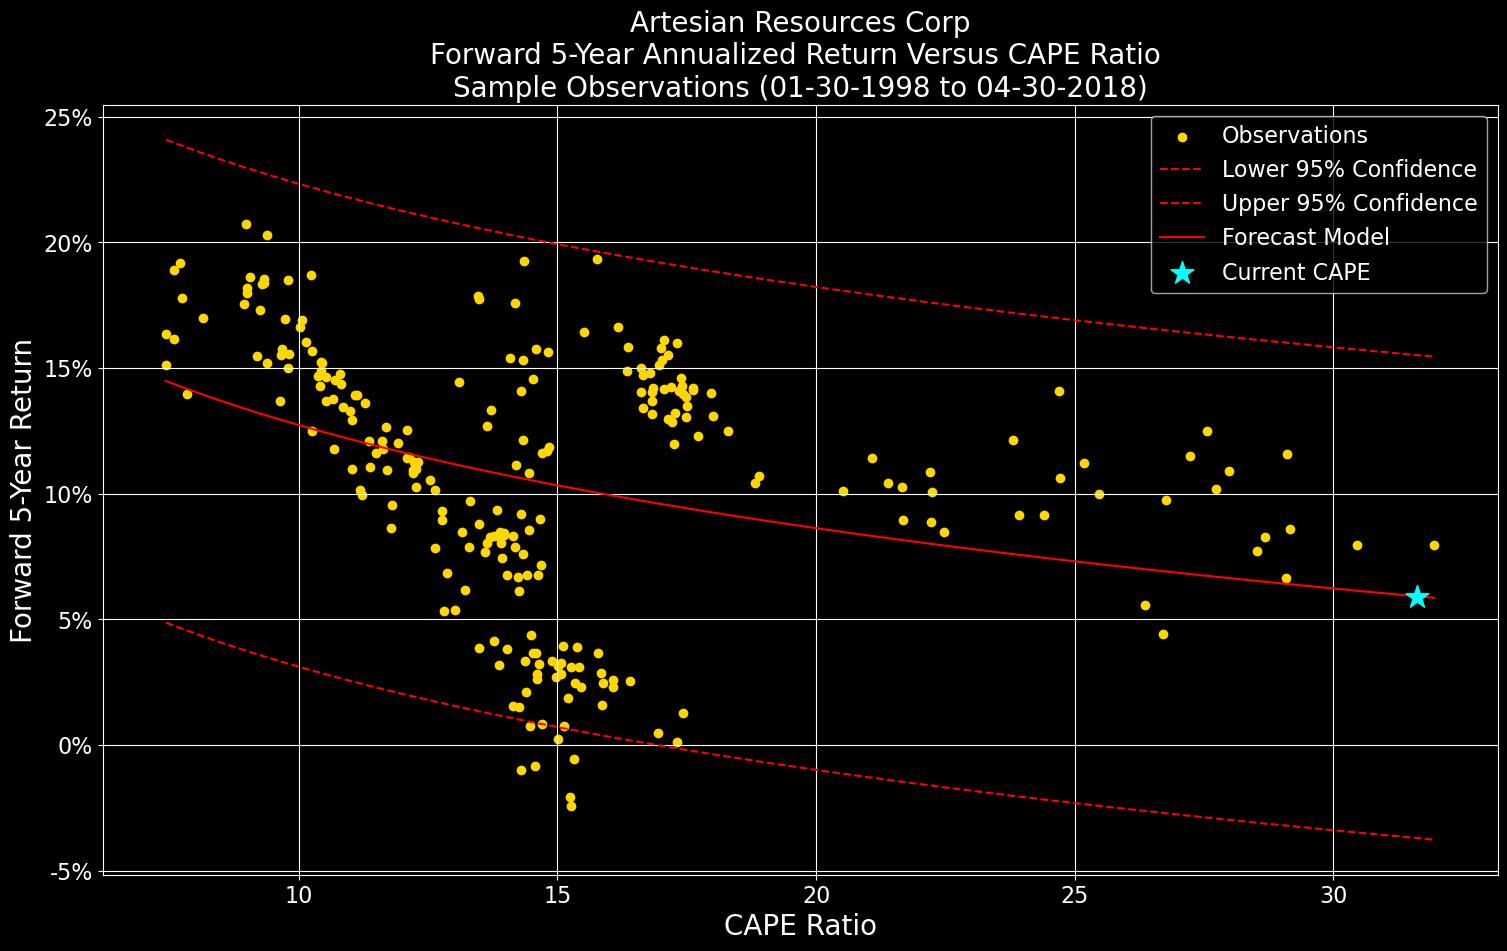 Artesian Resources Corp
Forward 5-Year Annualized Return Versus CAPE Ratio
Sample Observations (01-30-1998 to 04-30-2018)
Observations
Lower 95% Confidence
Upper 95% Confidence
Forecast Model
Current CAPE
Forward 5-Year Return
25%
20%
15%
10%
5%
0%
-5%
10 15 20 25 30
CAPE Ratio